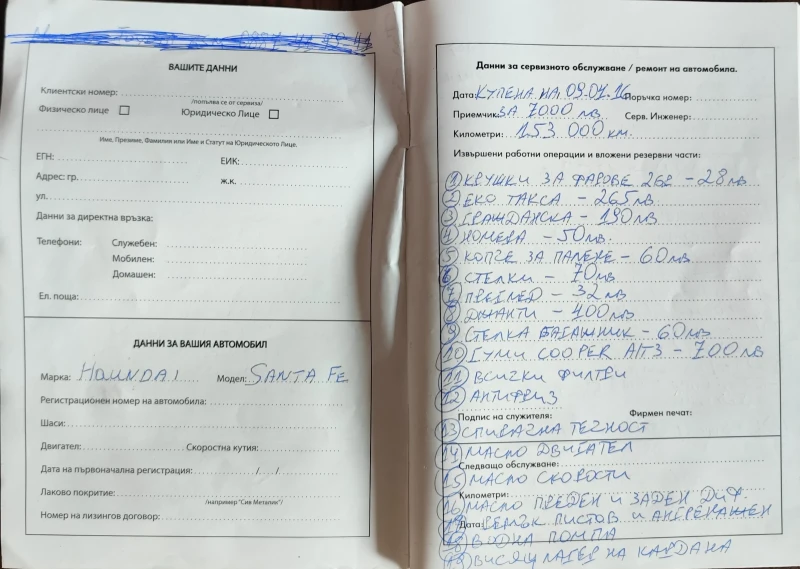 ВАШИТЕ ДАННИ
Клиентски номер:
/попълва се от сервиза/
Физическо лице
Юридическо Лице
Име, Презиме, Фамилия или Име и Статут на Юридическото Лице.
ЕГН:
ЕИК:
Адрес: гр.
ж.к.
ул.
Данни за директна връзка:
Телефони: Служебен:
Мобилен:
Домашен:
Ел. поща:
ДАННИ ЗА ВАШИЯ АВТОМОБИЛ
Марка: HOUNDAI Модел: SANTA FE
Регистрационен номер на автомобила:
Шаси:
Двигател: Скоростна кутия:
Дата на първоначална регистрация: / /
Лаково покритие:
/например "Сив Металик"/
Номер на лизингов договор:
Данни за сервизното обслужване / ремонт на автомобила.
Дата: КУПЕНА НА 09.07.16 Поръчка номер:
Приемчик: ЗА 7000 лв Серв. Инженер:
Километри: 153 000 км.
Извършени работни операции и вложени резервни части:
1 КРУШКИ ЗА ФАРОВЕ 2бр - 28лв
2 ЕКО ТАКСА - 265лв
3 ГРАЖДАНСКА - 190лв
4 НОМЕРА - 50лв.
5 КОПЧЕ ЗА ПАЛЕНЕ - 60лв
6 СТЕЛКИ - 70лв
7 ПРЕГЛЕД - 32лв
8 ДЖАНТИ - 400лв
9 СТЕЛКА БАГАЖНИК - 60лв
10 ГУМИ COOPER AT3 - 700лв
11 ВСИЧКИ ФИЛТРИ
12 АНТИФРИЗ
Подпис на служителя: Фирмен печат:
13 СПИРАЧНА ТЕЧНОСТ
14 МАСЛО ДВИГАТЕЛ
Следващо обслужване:
15 МАСЛО СКОРОСТИ
Километри:
16 МАСЛО ПРЕДЕН И ЗАДЕН ДИФ.
Дата:
17 РЕМЪК ПИСТОВ И АНГРЕНАЖЕН
18 ВОДНА ПОМПА
19 ВИСЯЩ ЛАГЕР НА КАРДАНА